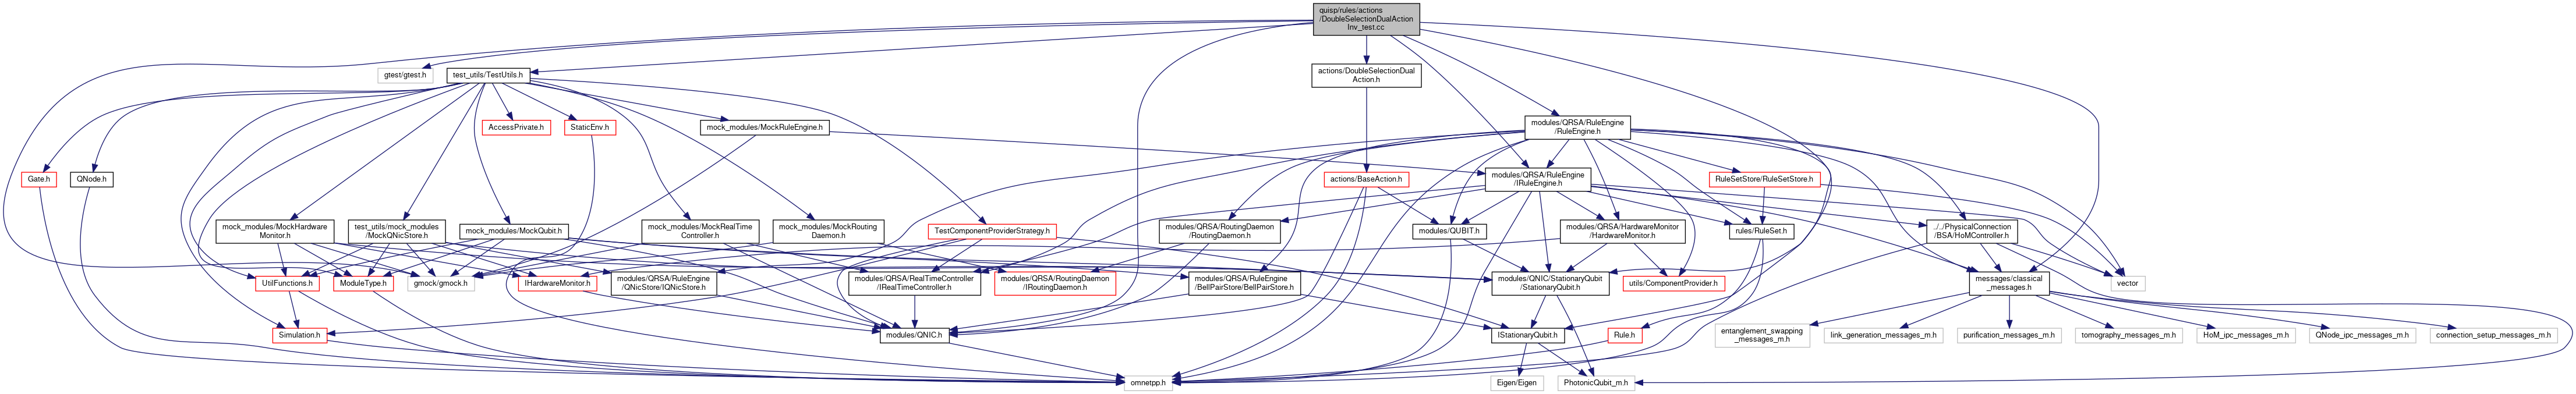 quisp/rules/actions
/DoubleSelectionDualAction
Inv_test.cc
gtest/gtest.h
test_utils/TestUtils.h
actions/DoubleSelectionDual
Action.h
AccessPrivate.h
StaticEnv.h
mock_modules/MockRuleEngine.h
modules/QRSA/RuleEngine
/RuleEngine.h
Gate.h
QNode.h
actions/BaseAction.h
modules/QRSA/RuleEngine
/IRuleEngine.h
RuleSetStore/RuleSetStore.h
mock_modules/MockHardware
Monitor.h
test_utils/mock_modules
/MockQNicStore.h
mock_modules/MockQubit.h
mock_modules/MockRealTime
Controller.h
mock_modules/MockRouting
Daemon.h
TestComponentProviderStrategy.h
modules/QRSA/RoutingDaemon
/RoutingDaemon.h
modules/QUBIT.h
modules/QRSA/HardwareMonitor
/HardwareMonitor.h
rules/RuleSet.h
../../PhysicalConnection
/BSA/HoMController.h
UtilFunctions.h
ModuleType.h
gmock/gmock.h
IHardwareMonitor.h
modules/QRSA/RuleEngine
/QNicStore/IQNicStore.h
modules/QRSA/RealTimeController
/IRealTimeController.h
modules/QRSA/RoutingDaemon
/IRoutingDaemon.h
modules/QRSA/RuleEngine
/BellPairStore/BellPairStore.h
modules/QNIC/StationaryQubit
/StationaryQubit.h
utils/ComponentProvider.h
messages/classical
_messages.h
vector
Simulation.h
modules/QNIC.h
IStationaryQubit.h
Rule.h
entanglement_swapping
_messages_m.h
link_generation_messages_m.h
purification_messages_m.h
tomography_messages_m.h
HoM_ipc_messages_m.h
QNode_ipc_messages_m.h
connection_setup_messages_m.h
omnetpp.h
Eigen/Eigen
PhotonicQubit_m.h